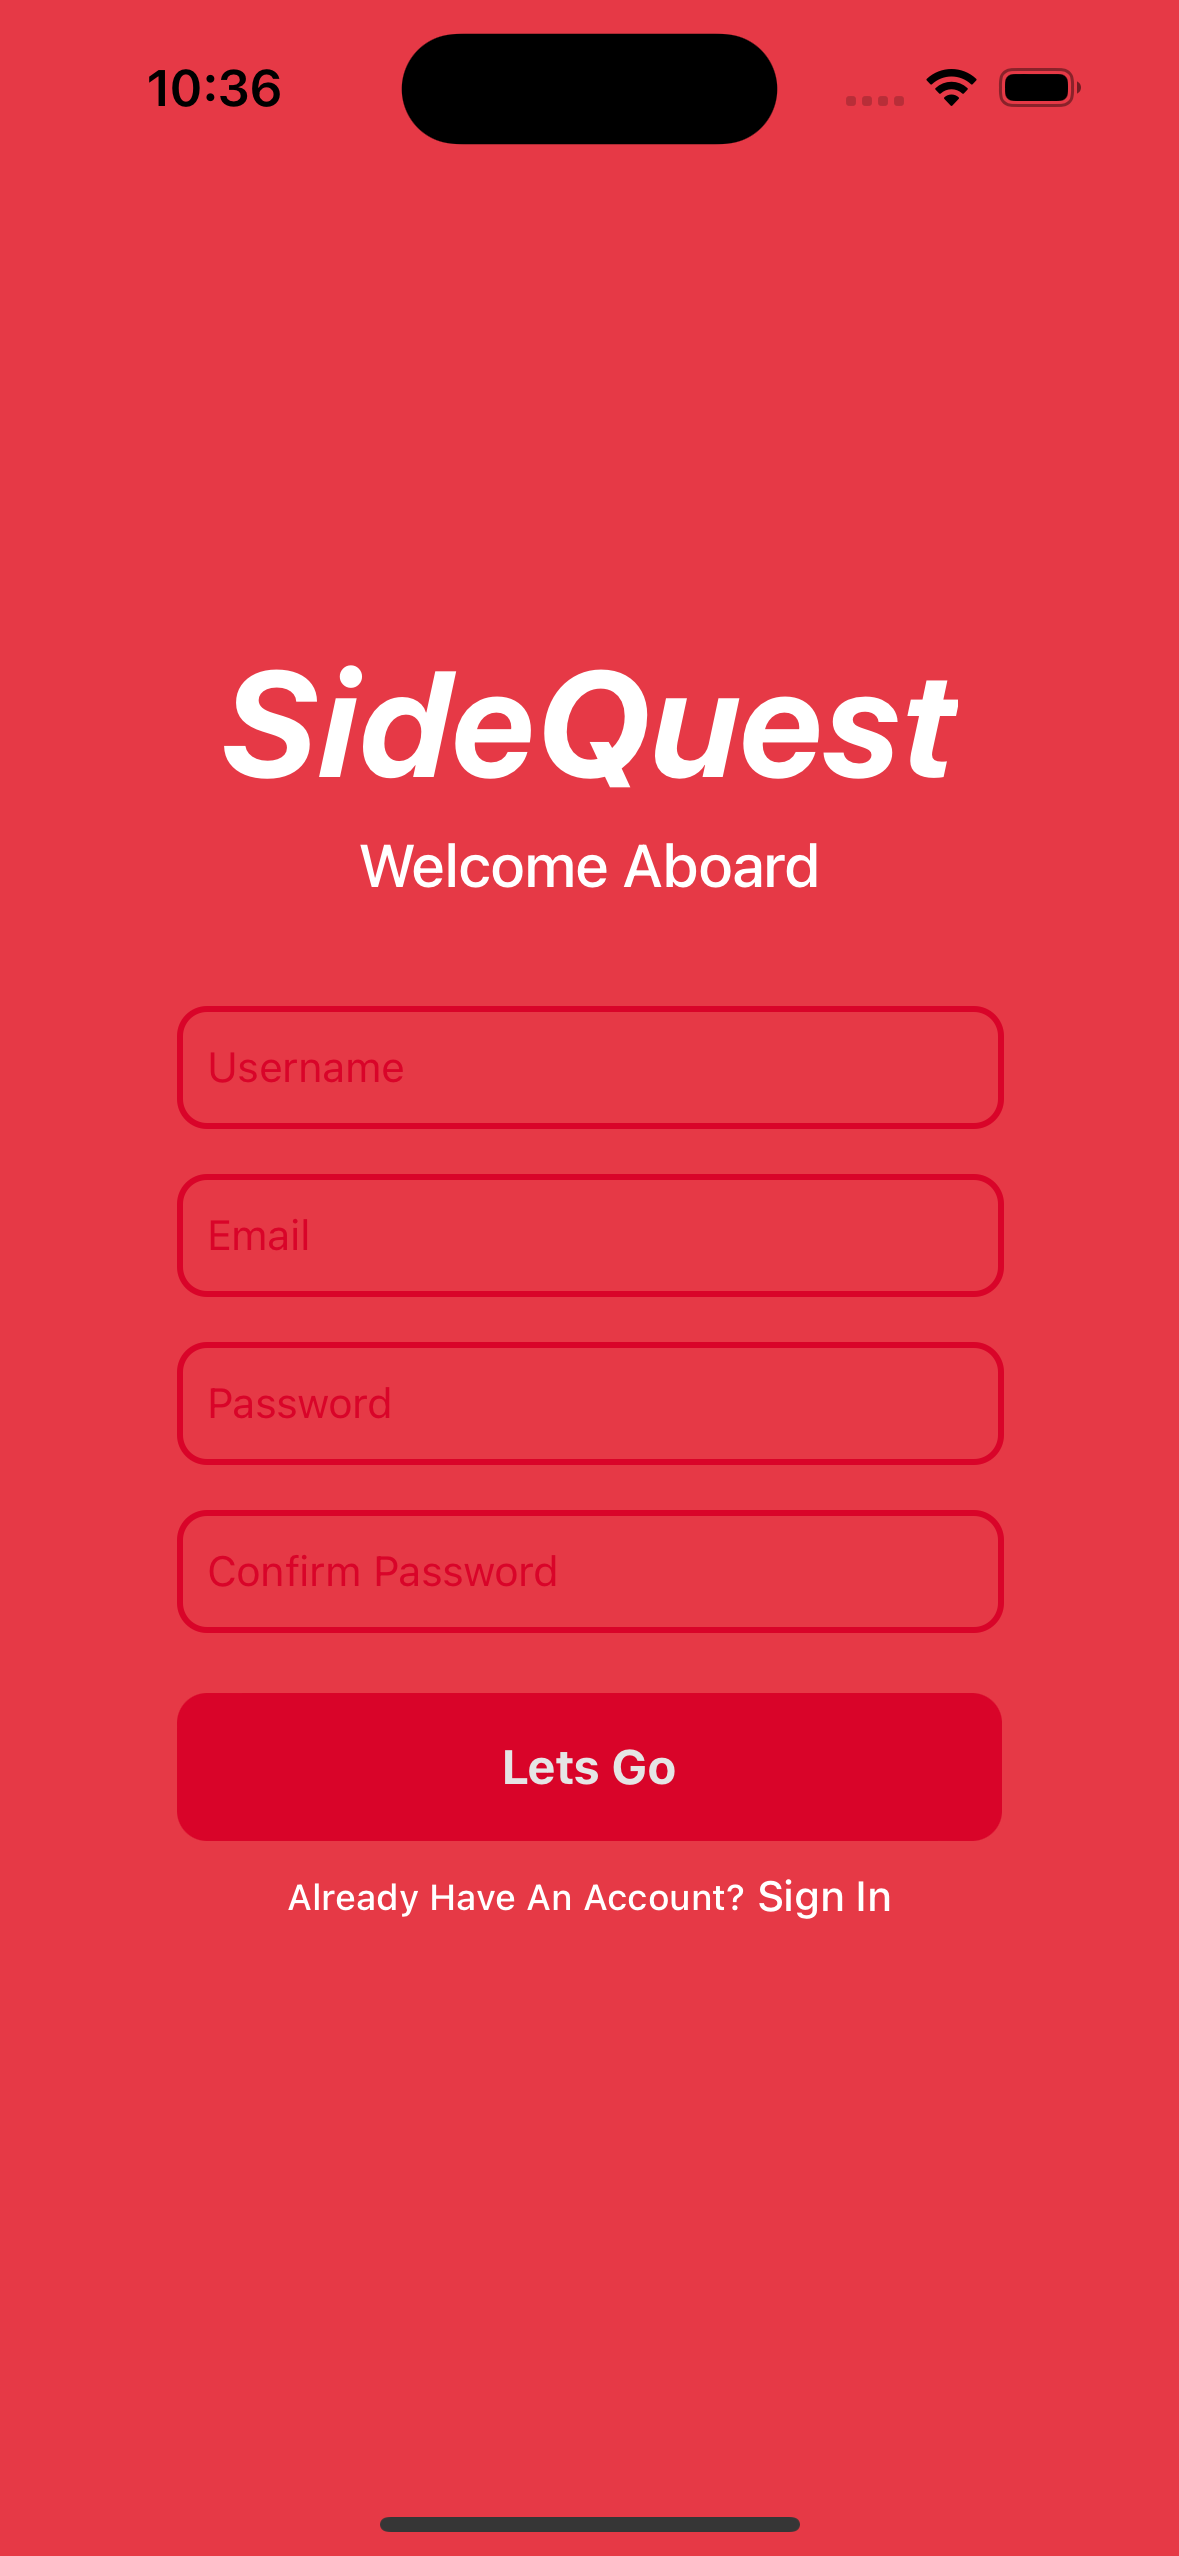 10:36
SideQuest
Welcome Aboard
Username
Email
Password
Confirm Password
Lets Go
Already Have An Account? Sign In